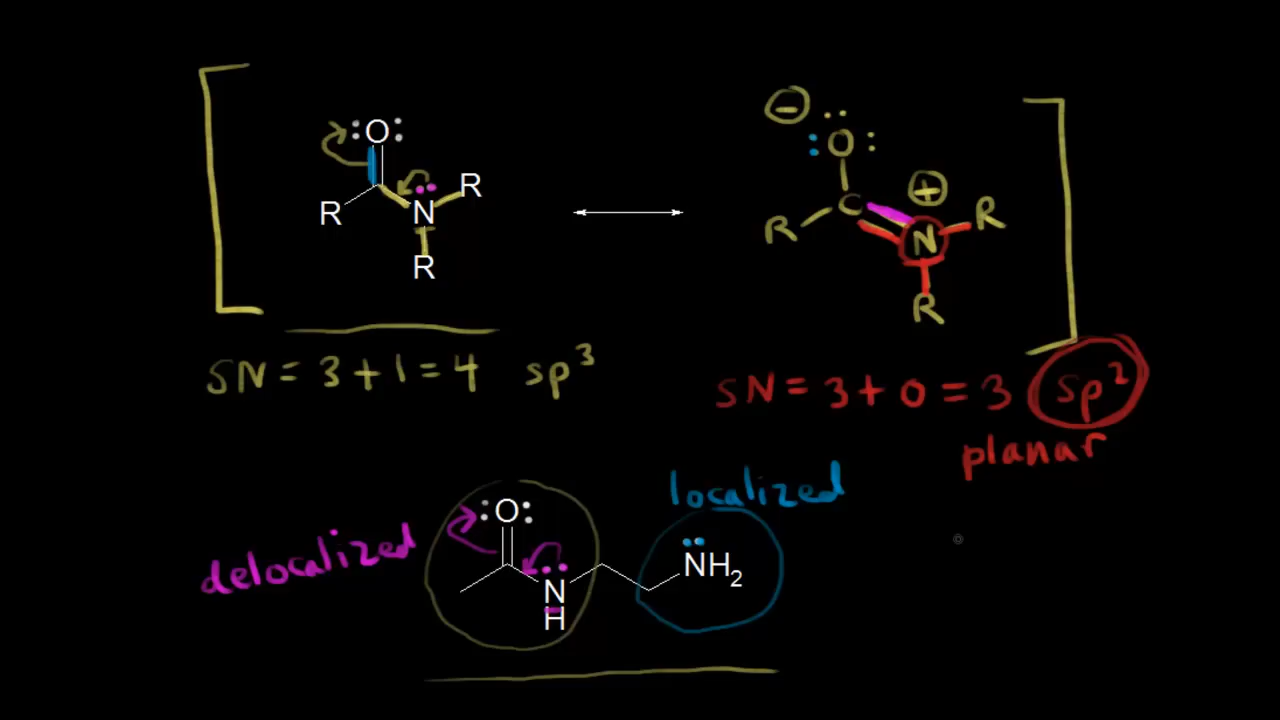 O
R
N
R
R
−
O
C
+
R
N
R
R
SN = 3 + 1 = 4 sp³
SN = 3 + 0 = 3 sp²
planar
localized
delocalized
O
N
H
NH₂